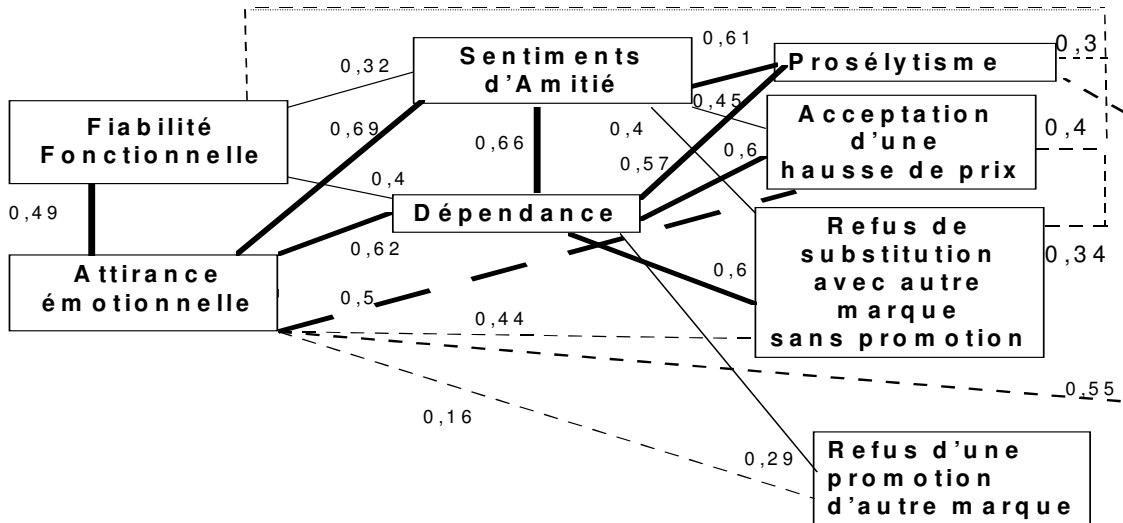 0,61
0,3
Sentiments
d'Amitié
Prosélytisme
0,32
0,45
Fiabilité
Fonctionnelle
0,69
0,66
0,4
0,57
0,6
Acceptation
d'une
hausse de prix
0,4
0,4
0,49
Dépendance
0,62
Attirance
émotionnelle
0,5
0,44
0,6
Refus de
substitution
avec autre
marque
sans promotion
0,34
0,55
0,16
0,29
Refus d'une
promotion
d'autre marque